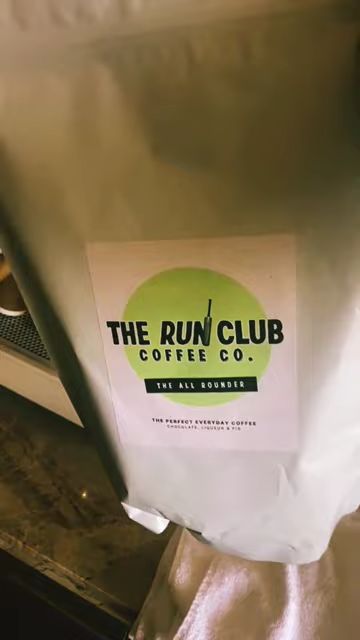 THE RUN CLUB
COFFEE CO.
THE ALL ROUNDER
THE PERFECT EVERYDAY COFFEE
CHOCOLATE, LIQUEUR & FIG